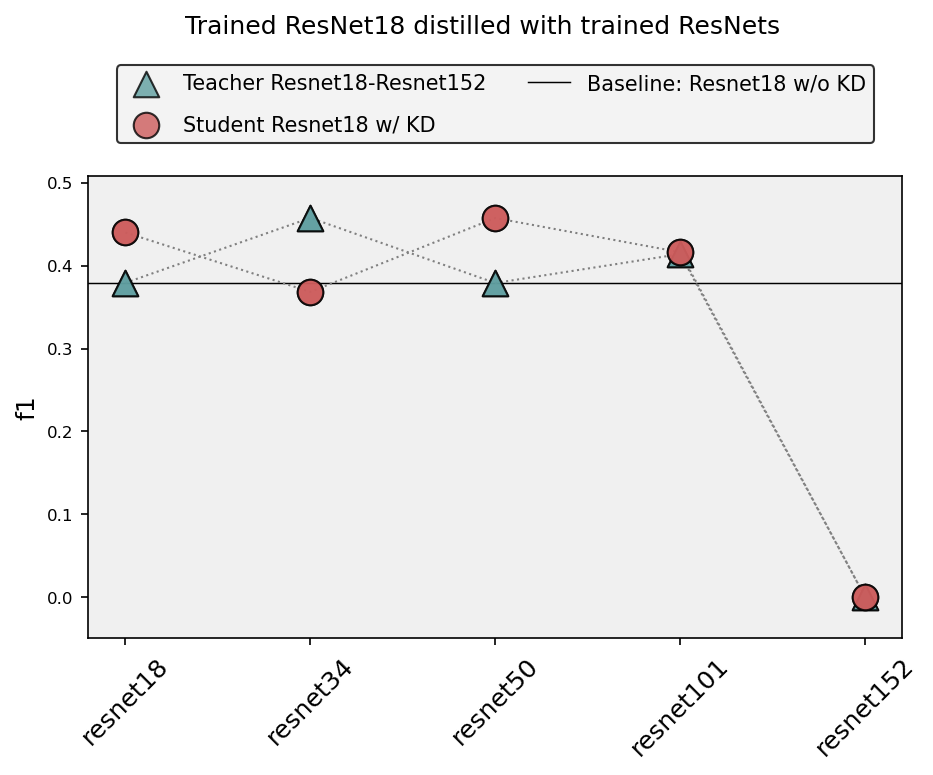 Trained ResNet18 distilled with trained ResNets
Teacher Resnet18-Resnet152
Baseline: Resnet18 w/o KD
Student Resnet18 w/ KD
0.5
0.4
0.3
0.2
0.1
0.0
f1
resnet18
resnet34
resnet50
resnet101
resnet152